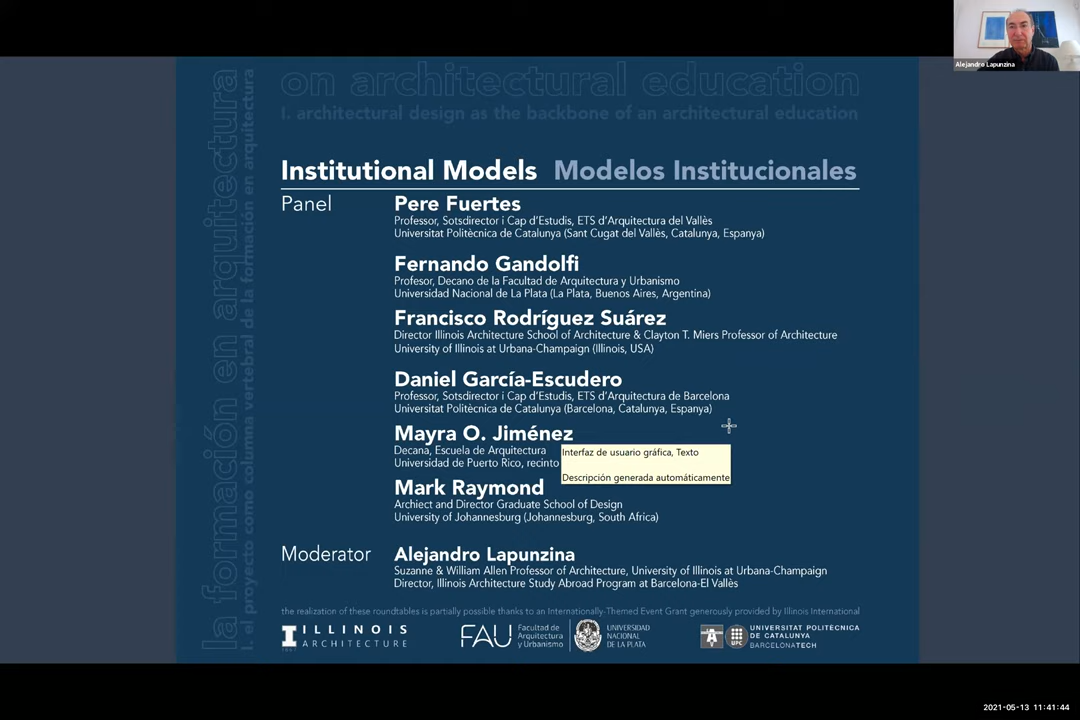 Alejandro Lapunzina
on architectural education
I. architectural design as the backbone of an architectural education
la formación en arquitectura
I. el proyecto como columna vertebral de la formación en arquitectura
Institutional Models Modelos Institucionales
Panel
Pere Fuertes
Professor, Sotsdirector i Cap d'Estudis, ETS d'Arquitectura del Vallès
Universitat Politècnica de Catalunya (Sant Cugat del Vallès, Catalunya, Espanya)
Fernando Gandolfi
Profesor, Decano de la Facultad de Arquitectura y Urbanismo
Universidad Nacional de La Plata (La Plata, Buenos Aires, Argentina)
Francisco Rodríguez Suárez
Director Illinois Architecture School of Architecture & Clayton T. Miers Professor of Architecture
University of Illinois at Urbana-Champaign (Illinois, USA)
Daniel García-Escudero
Professor, Sotsdirector i Cap d'Estudis, ETS d'Arquitectura de Barcelona
Universitat Politècnica de Catalunya (Barcelona, Catalunya, Espanya)
Mayra O. Jiménez
Decana, Escuela de Arquitectura
Universidad de Puerto Rico, recinto
Interfaz de usuario gráfica, Texto
Descripción generada automáticamente
Mark Raymond
Archiect and Director Graduate School of Design
University of Johannesburg (Johannesburg, South Africa)
Moderator
Alejandro Lapunzina
Suzanne & William Allen Professor of Architecture, University of Illinois at Urbana-Champaign
Director, Illinois Architecture Study Abroad Program at Barcelona-El Vallès
the realization of these roundtables is partially possible thanks to an Internationally-Themed Event Grant generously provided by Illinois International
ILLINOIS
ARCHITECTURE
FAU
Facultad de
Arquitectura
y Urbanismo
UNIVERSIDAD
NACIONAL
DE LA PLATA
UPC
UNIVERSITAT POLITÈCNICA
DE CATALUNYA
BARCELONATECH
2021-05-13 11:41:44